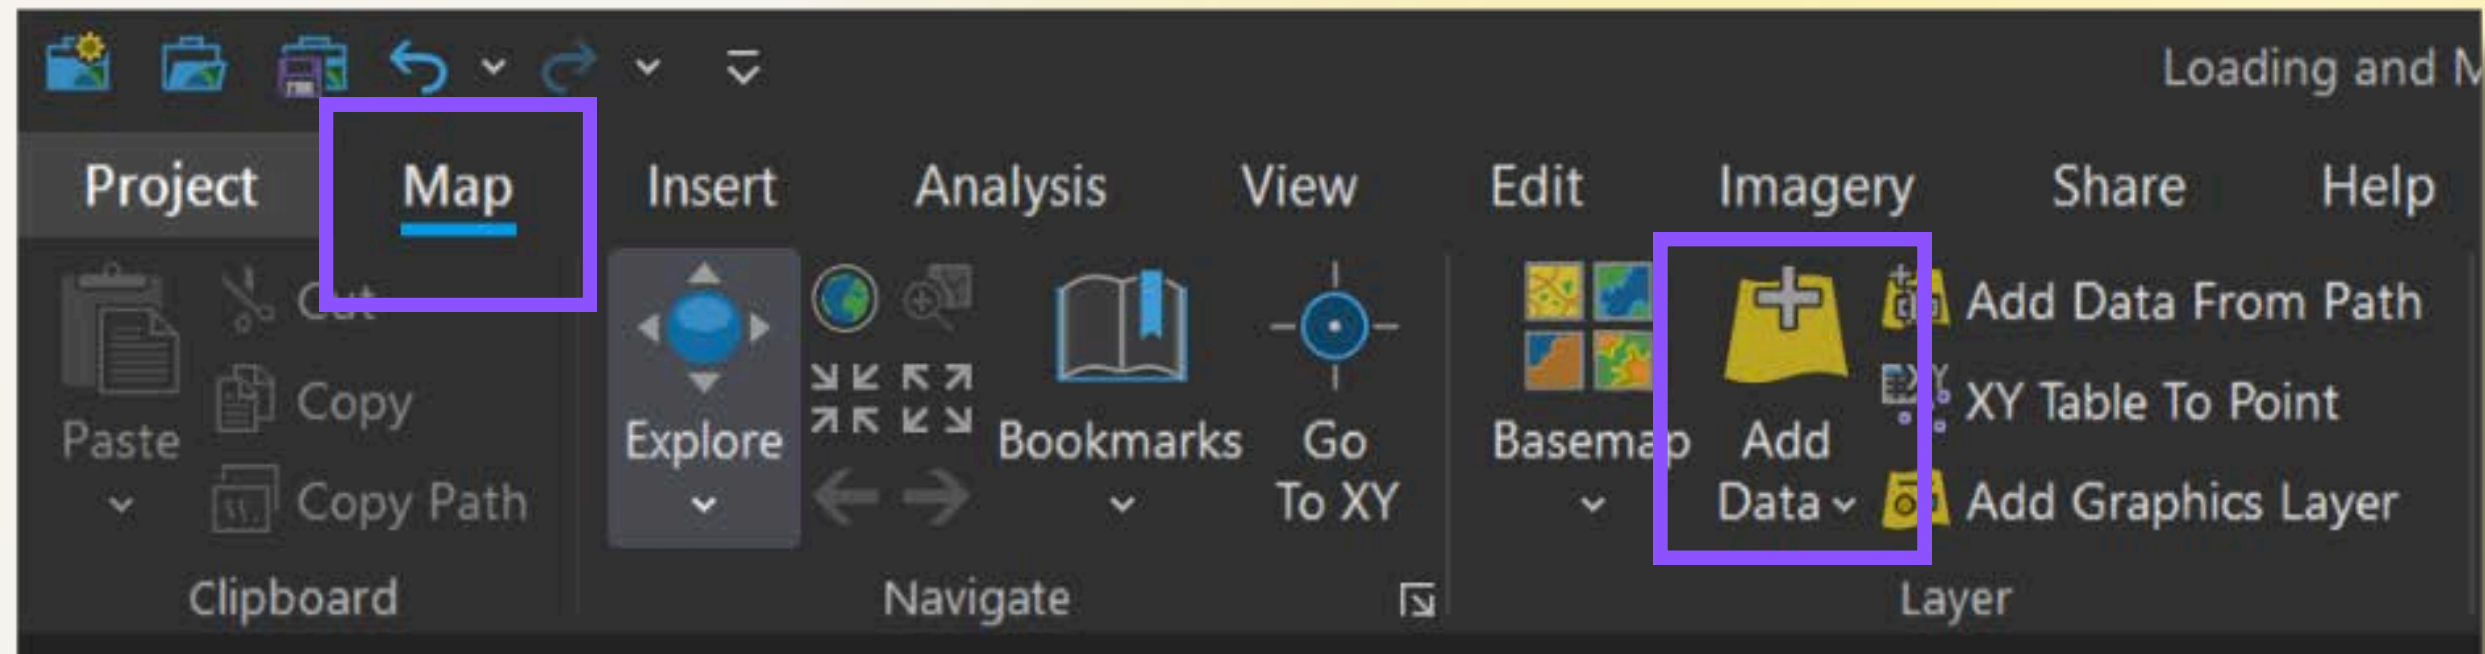 Loading and M
Project Map Insert Analysis View Edit Imagery Share Help
Paste
Cut
Copy
Copy Path
Clipboard
Explore
Bookmarks
Go
To XY
Navigate
Basemap
Add
Data
Add Data From Path
XY Table To Point
Add Graphics Layer
Layer